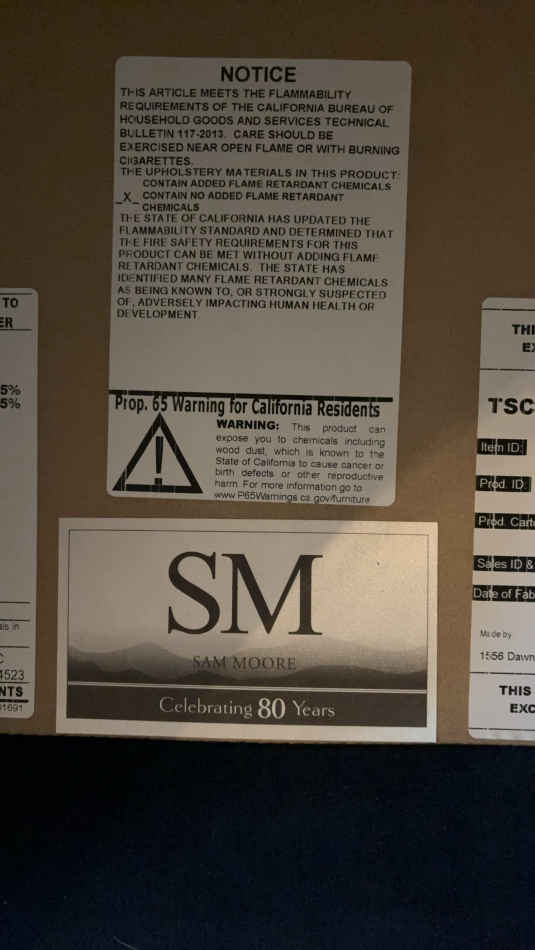 NOTICE
THIS ARTICLE MEETS THE FLAMMABILITY
REQUIREMENTS OF THE CALIFORNIA BUREAU OF
HOUSEHOLD GOODS AND SERVICES TECHNICAL
BULLETIN 117-2013. CARE SHOULD BE
EXERCISED NEAR OPEN FLAME OR WITH BURNING
CIGARETTES.
THE UPHOLSTERY MATERIALS IN THIS PRODUCT:
CONTAIN ADDED FLAME RETARDANT CHEMICALS
_X_ CONTAIN NO ADDED FLAME RETARDANT
CHEMICALS
THE STATE OF CALIFORNIA HAS UPDATED THE
FLAMMABILITY STANDARD AND DETERMINED THAT
THE FIRE SAFETY REQUIREMENTS FOR THIS
PRODUCT CAN BE MET WITHOUT ADDING FLAME
RETARDANT CHEMICALS. THE STATE HAS
IDENTIFIED MANY FLAME RETARDANT CHEMICALS
AS BEING KNOWN TO, OR STRONGLY SUSPECTED
OF, ADVERSELY IMPACTING HUMAN HEALTH OR
DEVELOPMENT.
Prop. 65 Warning for California Residents
WARNING: This product can
expose you to chemicals including
wood dust, which is known to the
State of California to cause cancer or
birth defects or other reproductive
harm. For more information go to
www.P65Warnings.ca.gov/furniture
SM
SAM MOORE
Celebrating 80 Years
TO
ER
5%
5%
als in
C
4523
NTS
01691
THI
EX
TSC
Item ID:
Prod. ID:
Prod. Cart
Sales ID &
Date of Fab
Made by
1556 Dawn
THIS
EXC